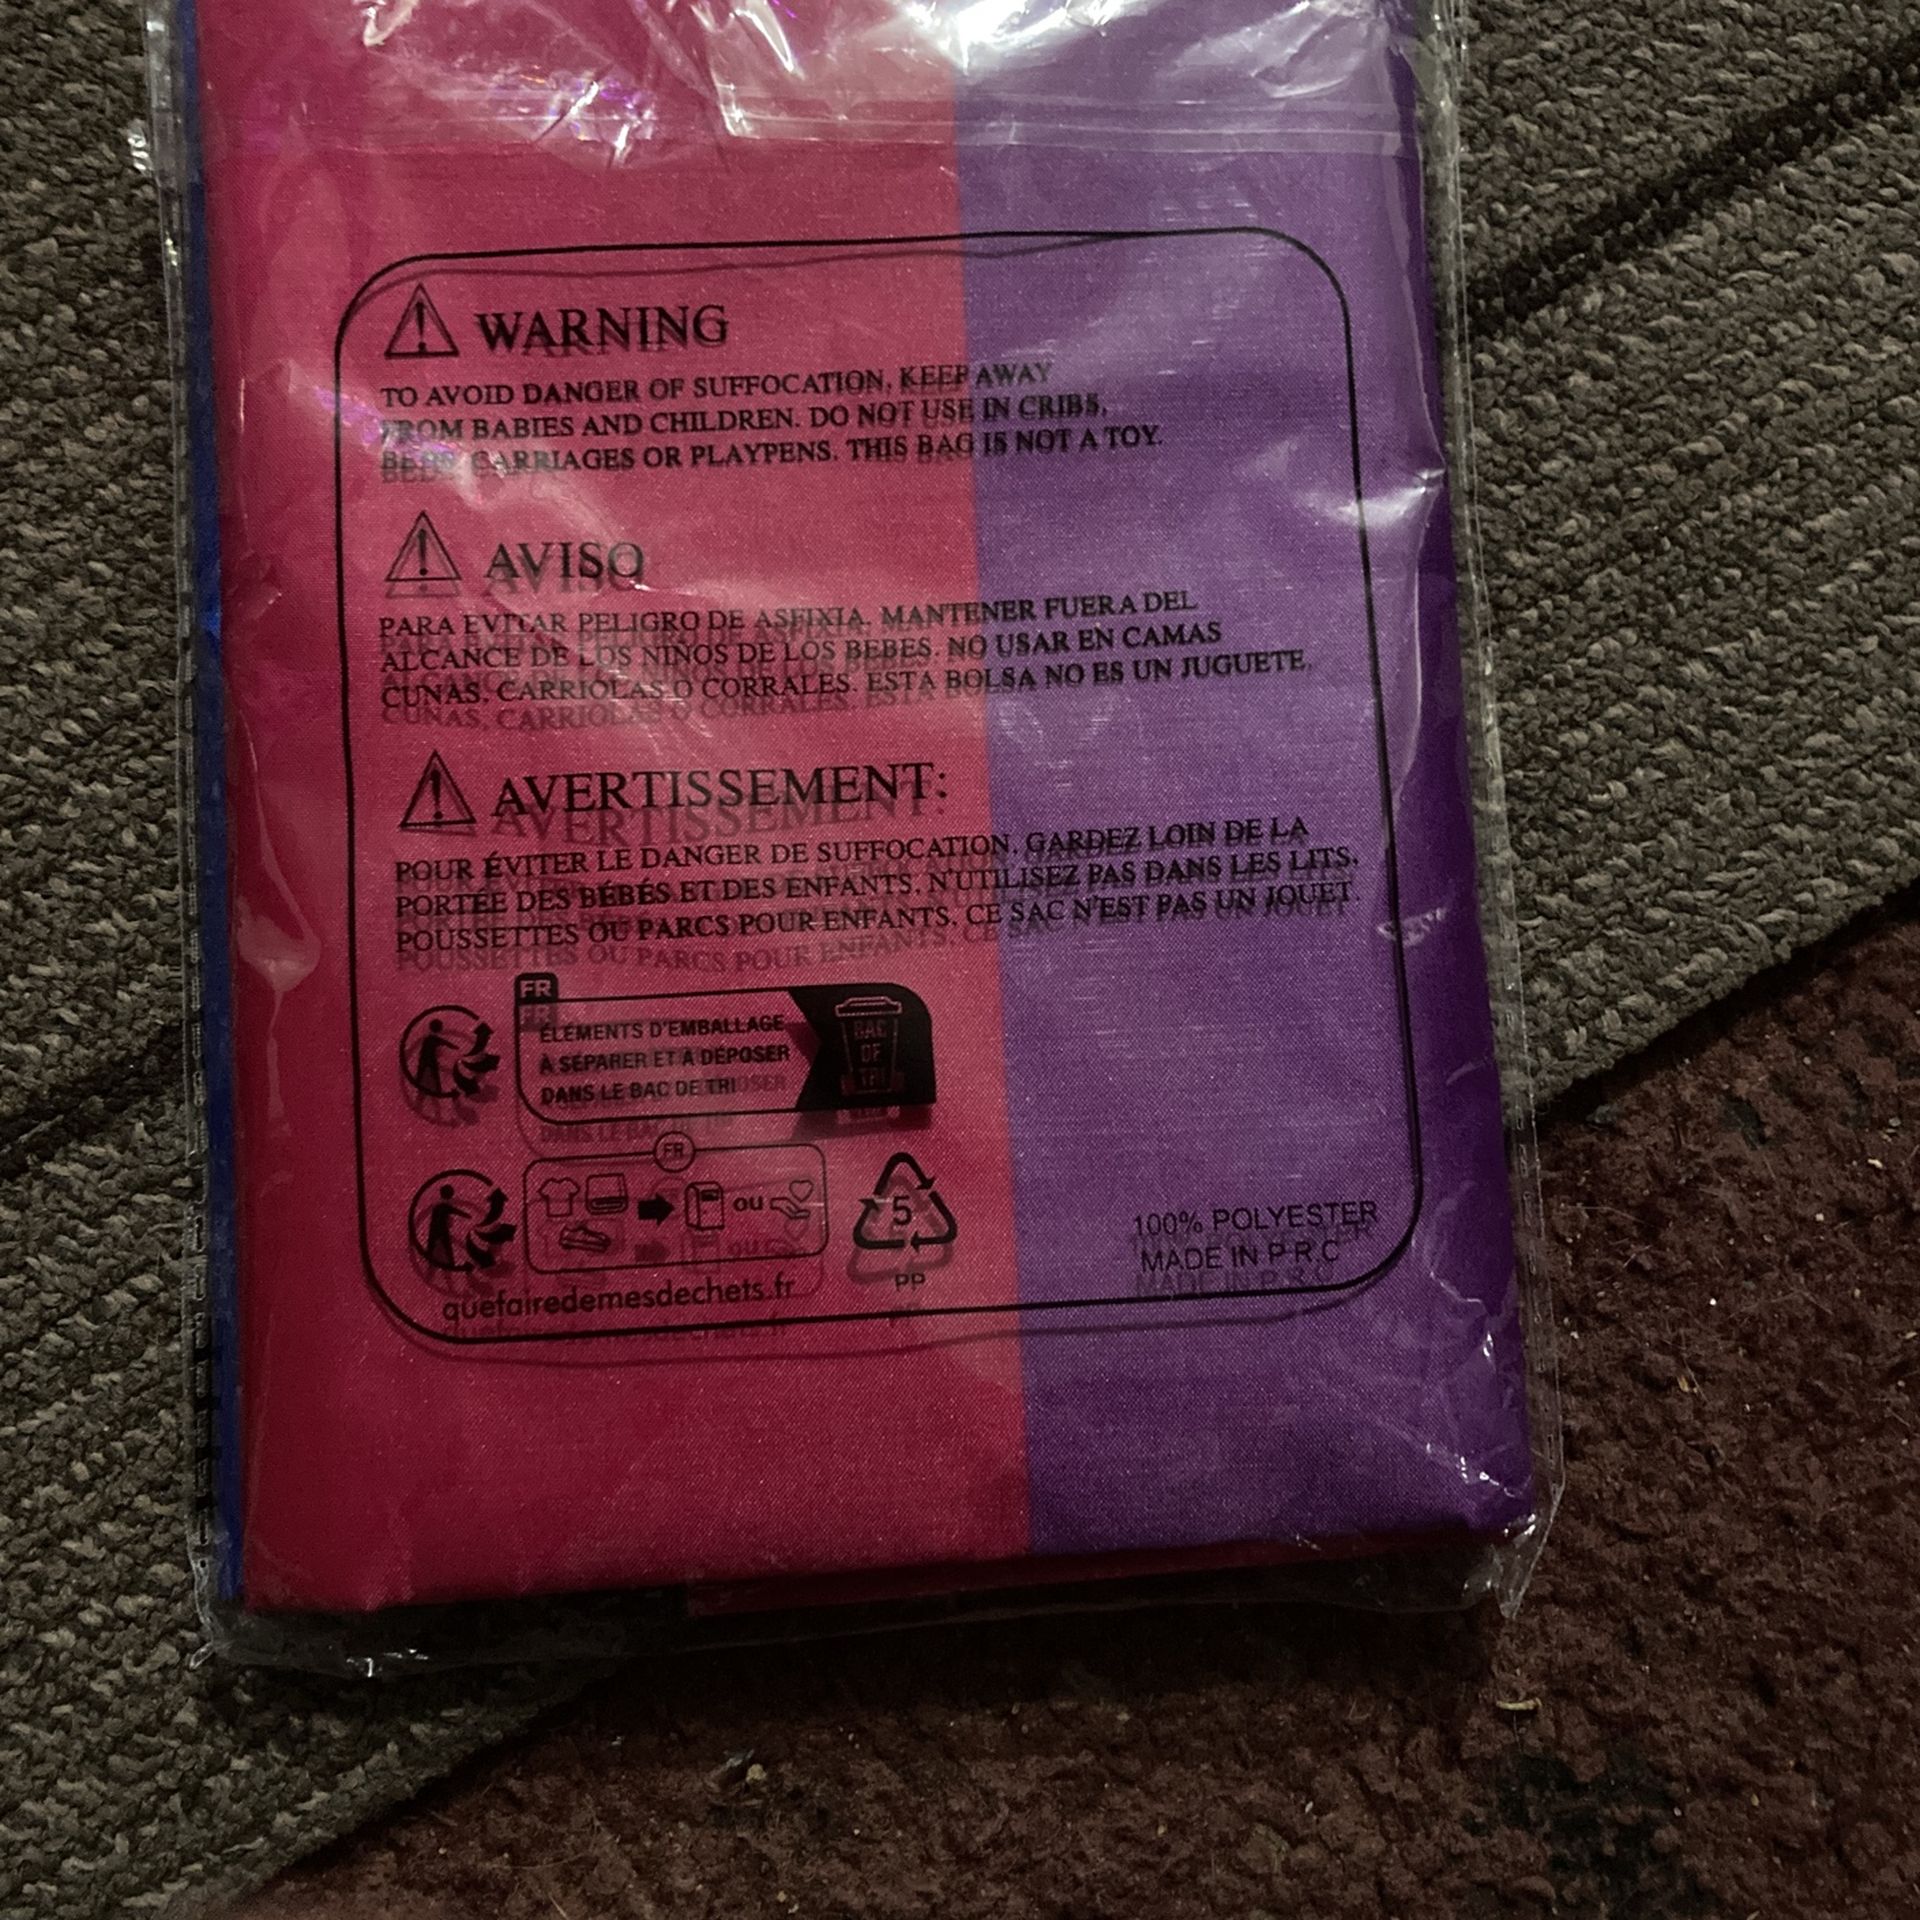 WARNING
TO AVOID DANGER OF SUFFOCATION, KEEP AWAY
FROM BABIES AND CHILDREN. DO NOT USE IN CRIBS,
CARRIAGES OR PLAYPENS. THIS BAG IS NOT A TOY.
AVISO
PARA EVITAR PELIGRO DE ASFIXIA. MANTENER FUERA DEL
ALCANCE DE LOS NIÑOS DE LOS BEBES. NO USAR EN CAMAS
CUNAS. CARRIOLAS O CORRALES. ESTA BOLSA NO ES UN JUGUETE.
AVERTISSEMENT:
POUR ÉVITER LE DANGER DE SUFFOCATION. GARDEZ LOIN DE LA
PORTÉE DES BÉBÉS ET DES ENFANTS. N'UTILISEZ PAS DANS LES LITS.
POUSSETTES OU PARCS POUR ENFANTS. CE SAC N'EST PAS UN JOUET.
FR
ÉLÉMENTS D'EMBALLAGE
À SÉPARER ET À DÉPOSER
DANS LE BAC DE TRI
BAC
DE
TRI
FR
ou
quefairedemesdechets.fr
5
PP
100% POLYESTER
MADE IN P.R.C